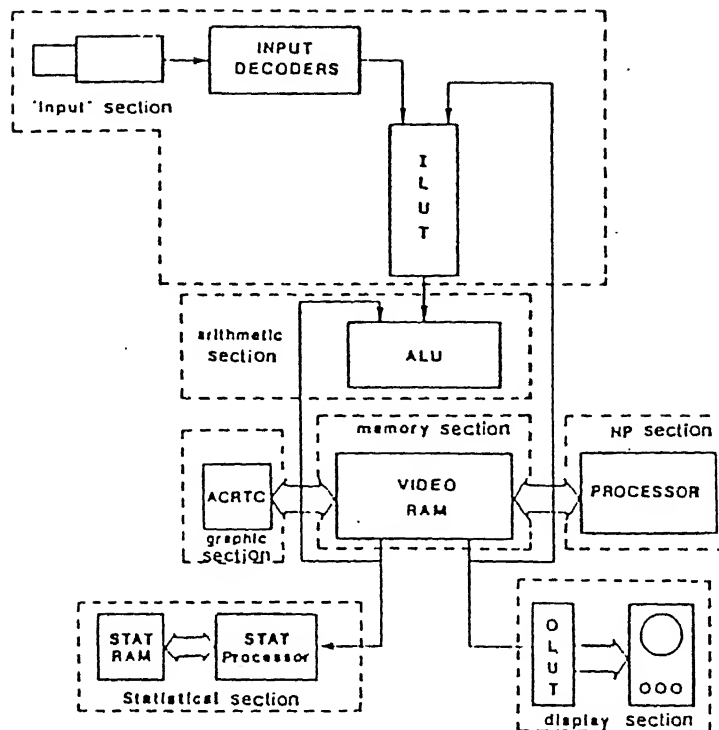 INPUT
DECODERS
"Input" section
I
L
U
T
arithmetic
section
ALU
memory section
NP section
ACRTC
VIDEO
RAM
PROCESSOR
graphic
section
STAT
RAM
STAT
Processor
Statistical section
O
L
U
T
display section